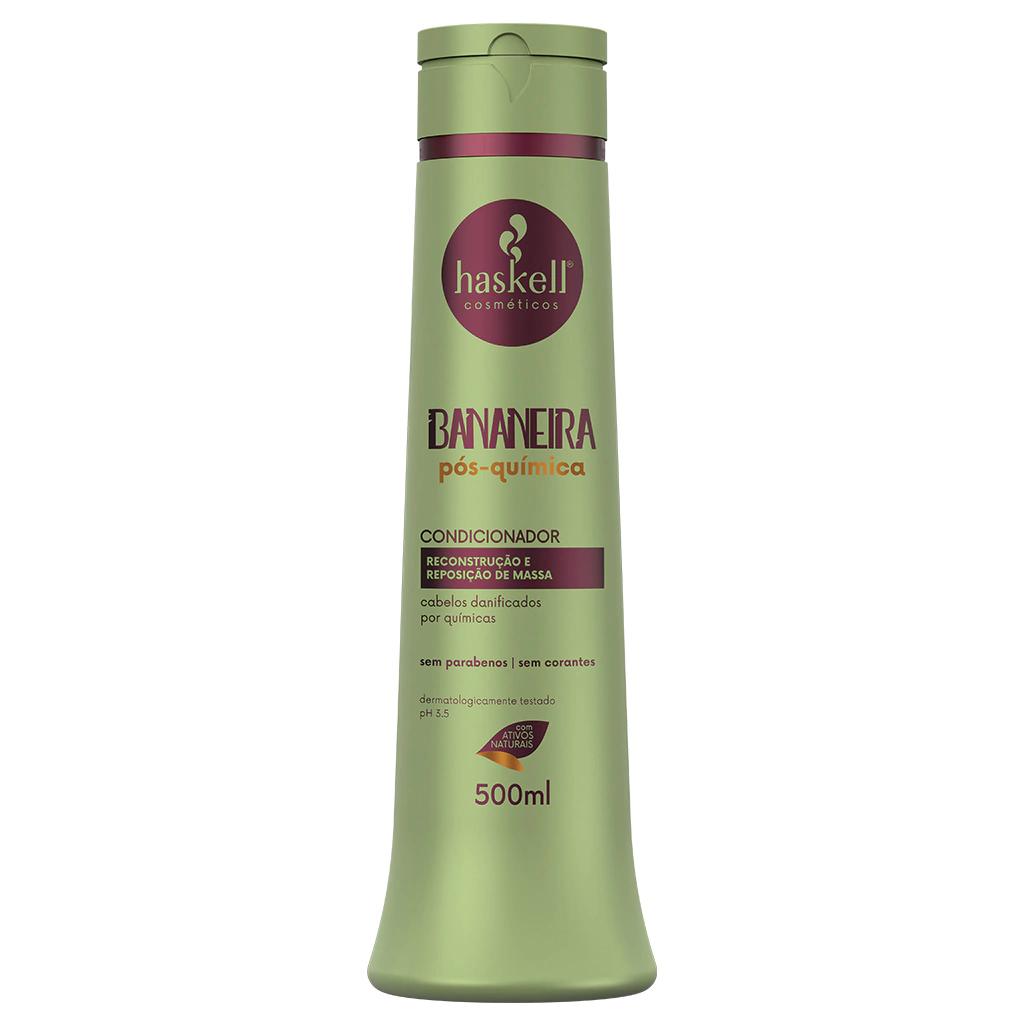 haskell®
cosméticos
BANANEIRA
pós-química
CONDICIONADOR
RECONSTRUÇÃO E
REPOSIÇÃO DE MASSA
cabelos danificados
por químicas
sem parabenos | sem corantes
dermatologicamente testado
pH 3.5
com
ATIVOS
NATURAIS
500ml